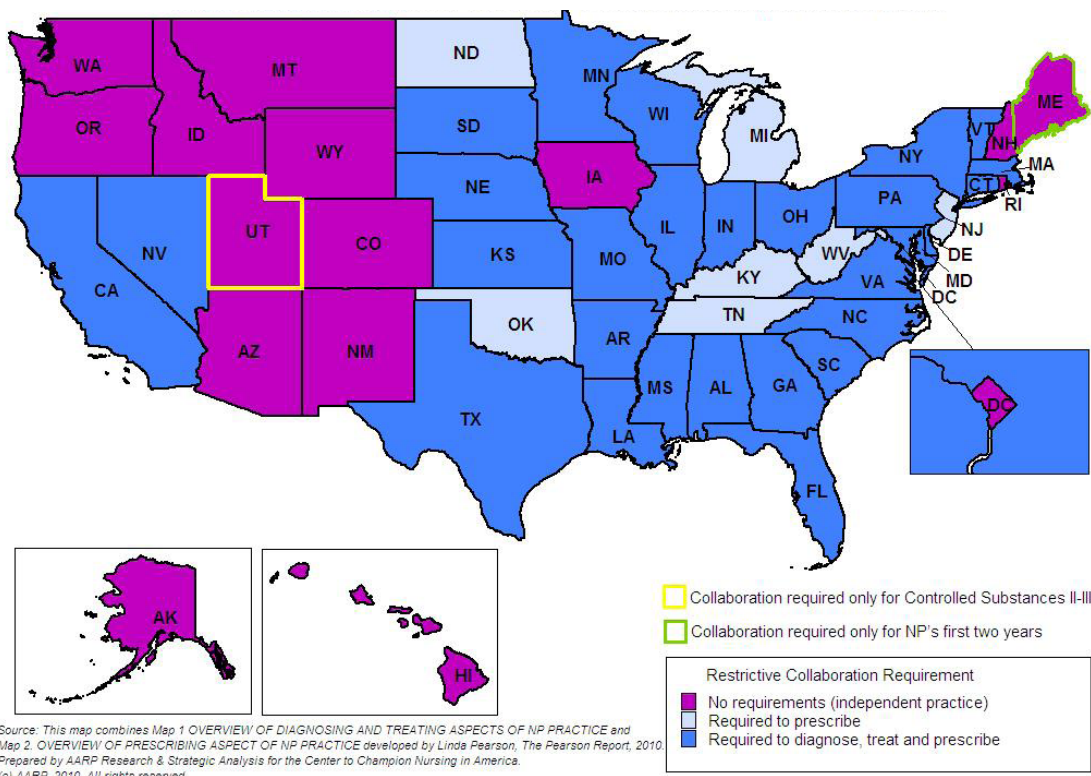 WA
MT
ND
MN
ME
OR
ID
SD
WI
MI
VT
NH
WY
NY
MA
IA
NE
CT
RI
PA
UT
CO
IL
IN
OH
NJ
NV
KS
MO
WV
DE
CA
KY
VA
MD
DC
TN
NC
AZ
NM
OK
AR
SC
MS
AL
GA
DC
TX
LA
FL
AK
HI
Collaboration required only for Controlled Substances II-III
Collaboration required only for NP's first two years
Restrictive Collaboration Requirement
No requirements (independent practice)
Required to prescribe
Required to diagnose, treat and prescribe
Source: This map combines Map 1 OVERVIEW OF DIAGNOSING AND TREATING ASPECTS OF NP PRACTICE and
Map 2. OVERVIEW OF PRESCRIBING ASPECT OF NP PRACTICE developed by Linda Pearson, The Pearson Report, 2010.
Prepared by AARP Research & Strategic Analysis for the Center to Champion Nursing in America.
(c) AARP, 2010. All rights reserved